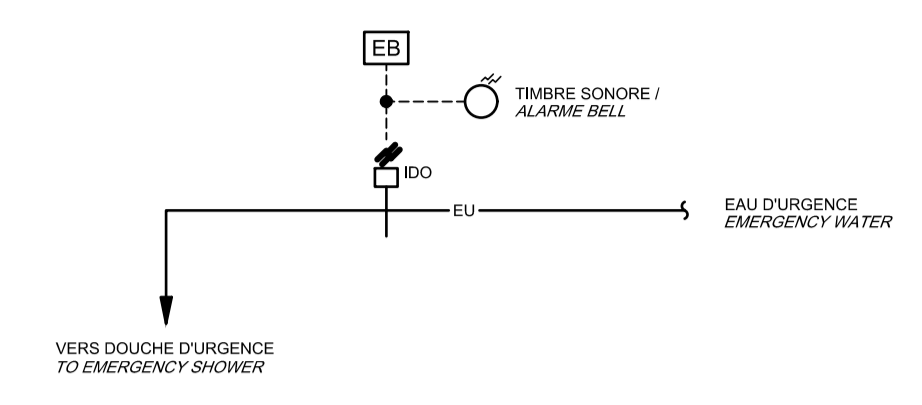 EB
TIMBRE SONORE /
ALARME BELL
IDO
EU
EAU D'URGENCE
EMERGENCY WATER
VERS DOUCHE D'URGENCE
TO EMERGENCY SHOWER